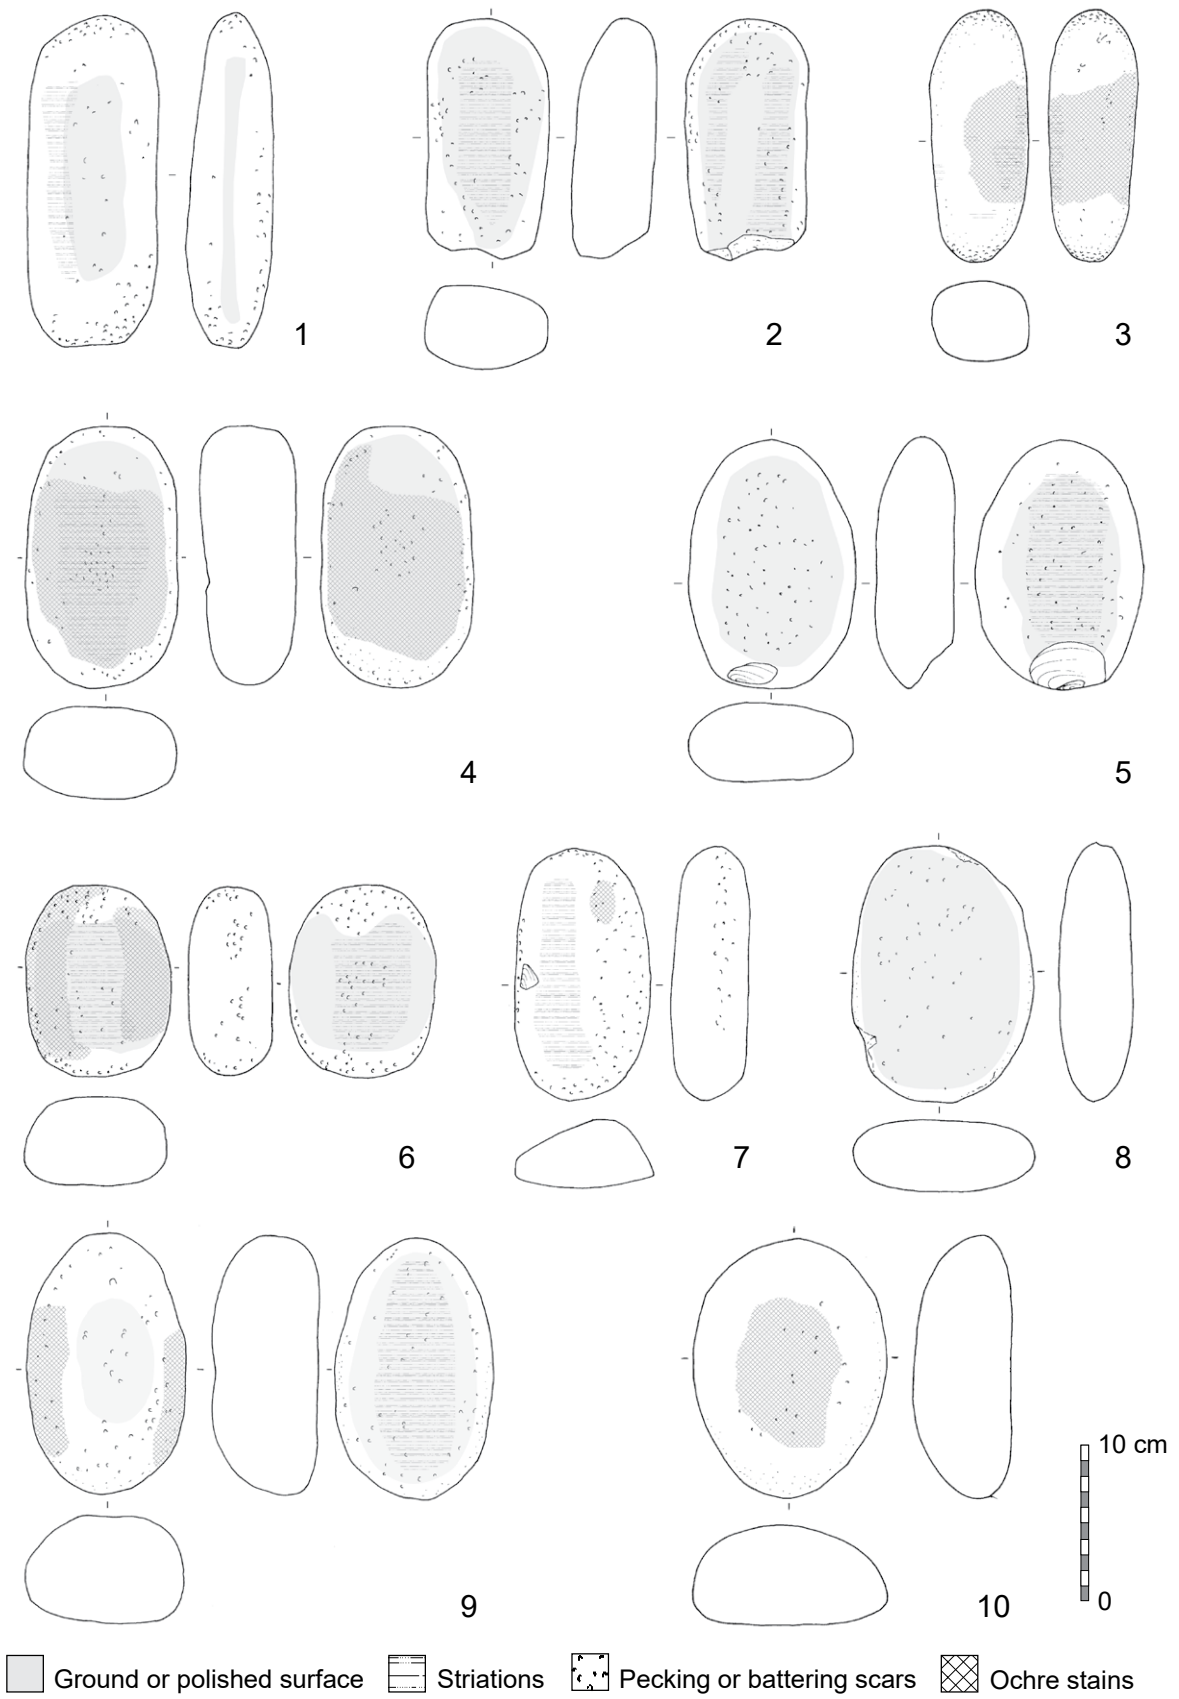 1
2
3
4
5
6
7
8
9
10
10 cm
0
Ground or polished surface
Striations
Pecking or battering scars
Ochre stains